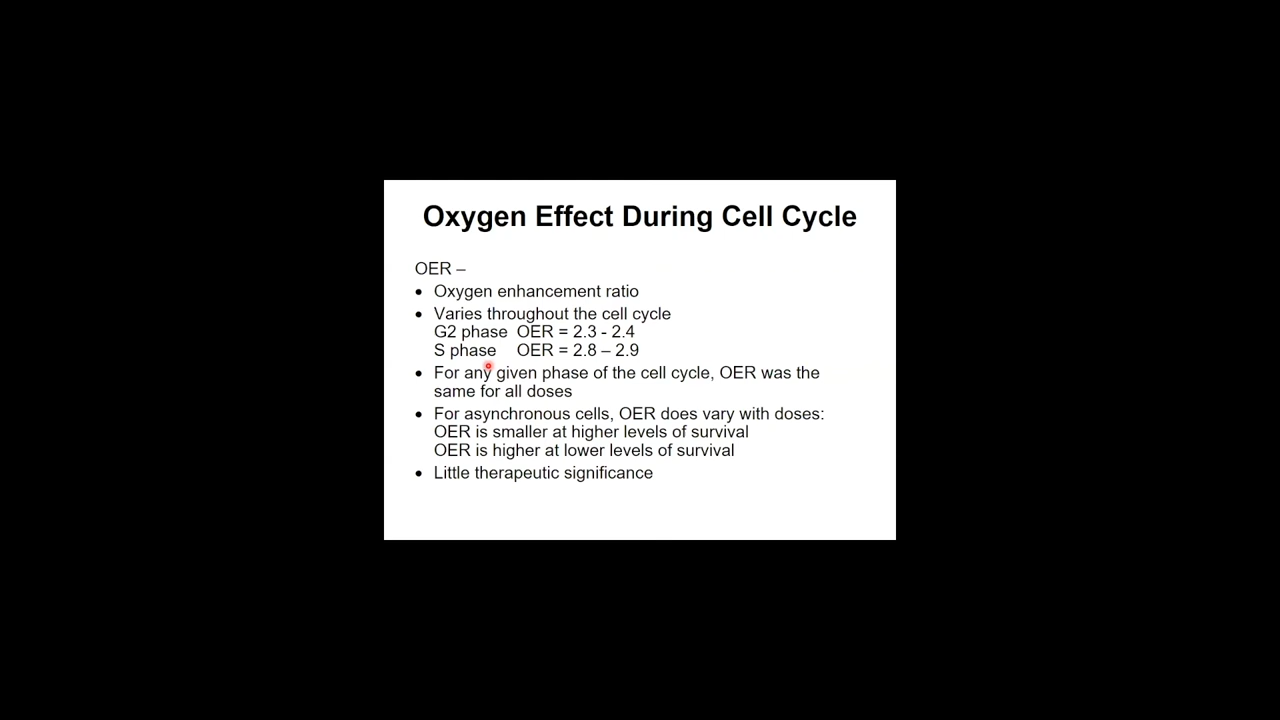 Oxygen Effect During Cell Cycle
OER –
• Oxygen enhancement ratio
• Varies throughout the cell cycle
G2 phase OER = 2.3 - 2.4
S phase OER = 2.8 – 2.9
• For any given phase of the cell cycle, OER was the
same for all doses
• For asynchronous cells, OER does vary with doses:
OER is smaller at higher levels of survival
OER is higher at lower levels of survival
• Little therapeutic significance